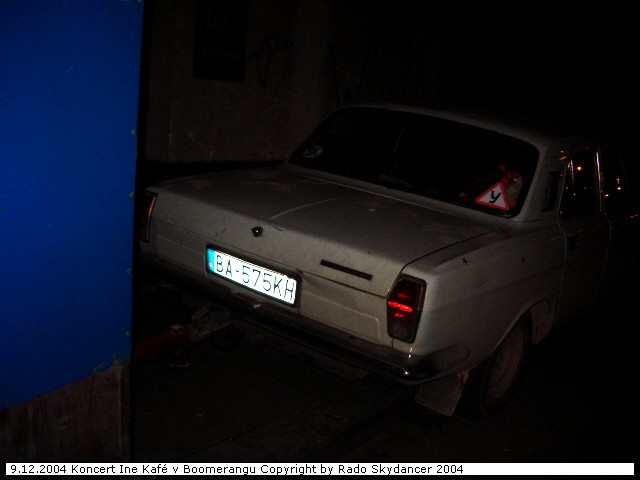 У
BA-575KH
9.12.2004 Koncert Ine Kafé v Boomerangu Copyright by Rado Skydancer 2004